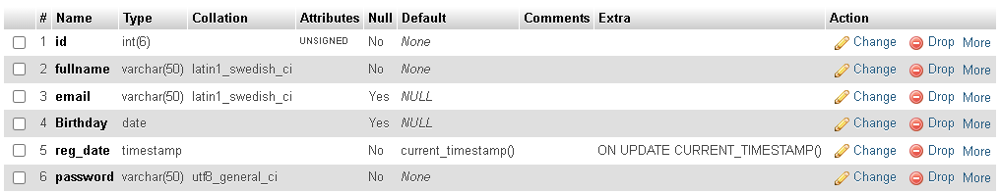 # Name Type Collation Attributes Null Default Comments Extra Action
1 id int(6) UNSIGNED No None Change Drop More
2 fullname varchar(50) latin1_swedish_ci No None Change Drop More
3 email varchar(50) latin1_swedish_ci Yes NULL Change Drop More
4 Birthday date Yes NULL Change Drop More
5 reg_date timestamp No current_timestamp() ON UPDATE CURRENT_TIMESTAMP() Change Drop More
6 password varchar(50) utf8_general_ci No None Change Drop More